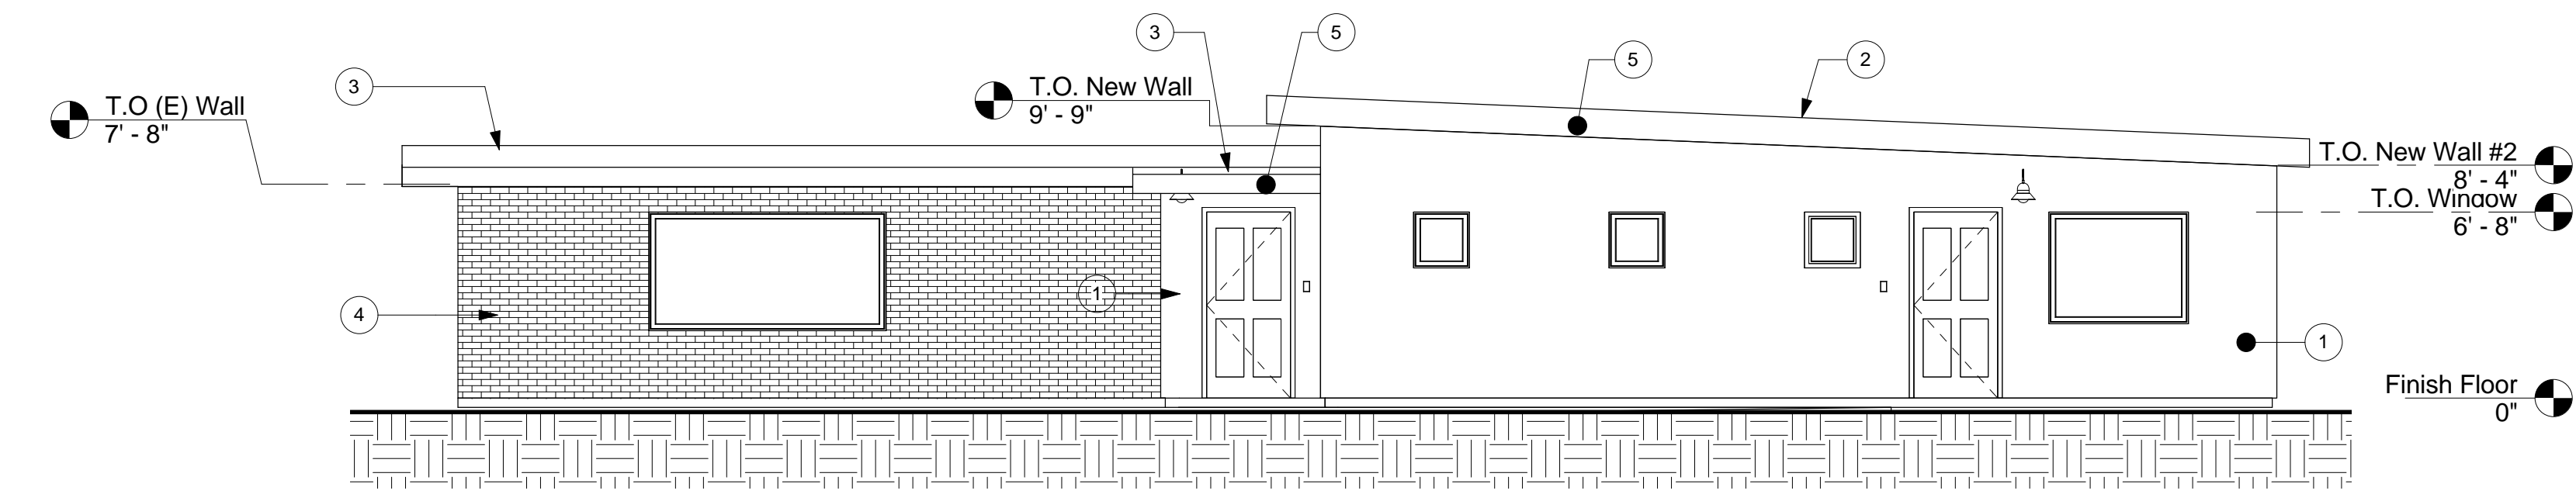 3
5
5
2
3
T.O (E) Wall
7' - 8"
T.O. New Wall
9' - 9"
T.O. New Wall #2
8' - 4"
T.O. Window
6' - 8"
4
1
1
Finish Floor
0"